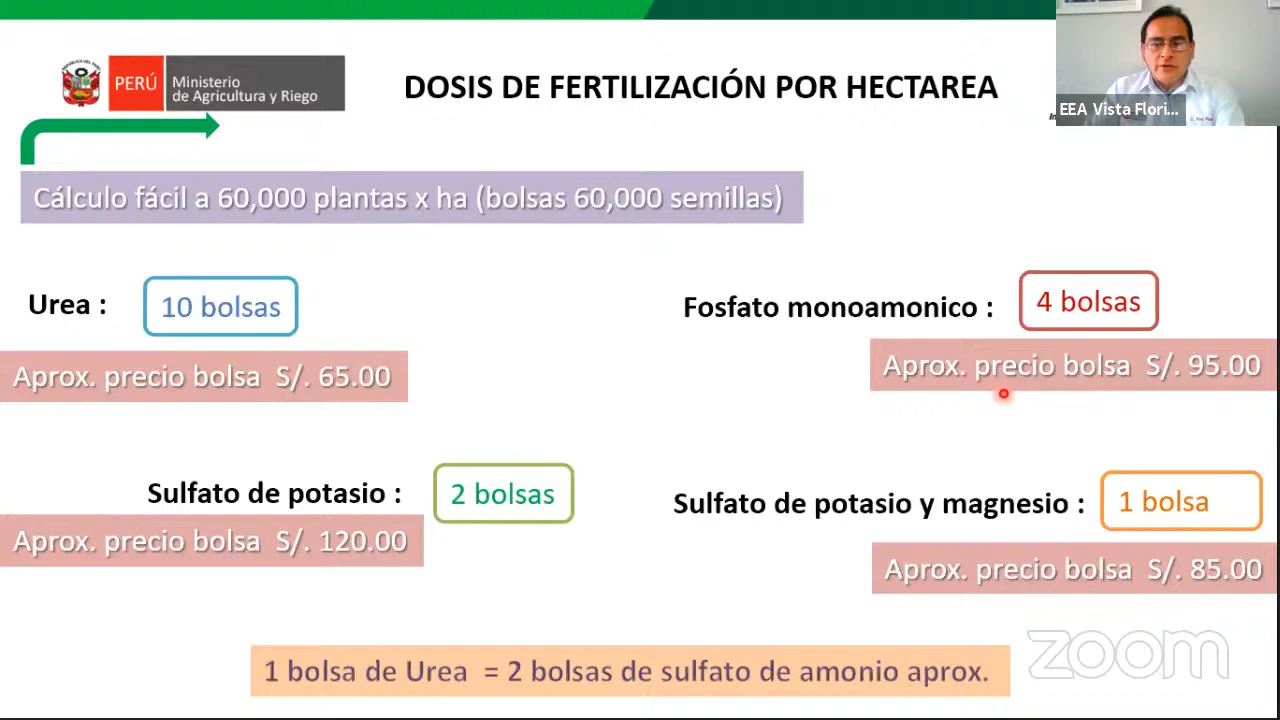 PERÚ
Ministerio
de Agricultura y Riego
DOSIS DE FERTILIZACIÓN POR HECTAREA
EEA Vista Flori...
Cálculo fácil a 60,000 plantas x ha (bolsas 60,000 semillas)
Urea :
10 bolsas
Aprox. precio bolsa S/. 65.00
Fosfato monoamonico :
4 bolsas
Aprox. precio bolsa S/. 95.00
Sulfato de potasio :
2 bolsas
Aprox. precio bolsa S/. 120.00
Sulfato de potasio y magnesio :
1 bolsa
Aprox. precio bolsa S/. 85.00
1 bolsa de Urea = 2 bolsas de sulfato de amonio aprox.
zoom